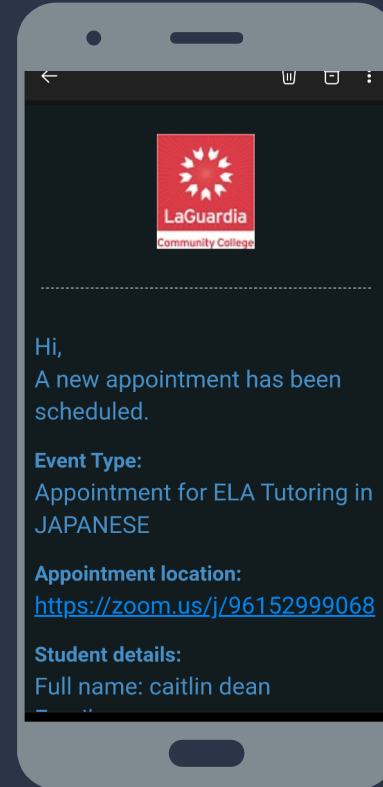 LaGuardia
Community College
Hi,
A new appointment has been
scheduled.
Event Type:
Appointment for ELA Tutoring in
JAPANESE
Appointment location:
https://zoom.us/j/96152999068
Student details:
Full name: caitlin dean